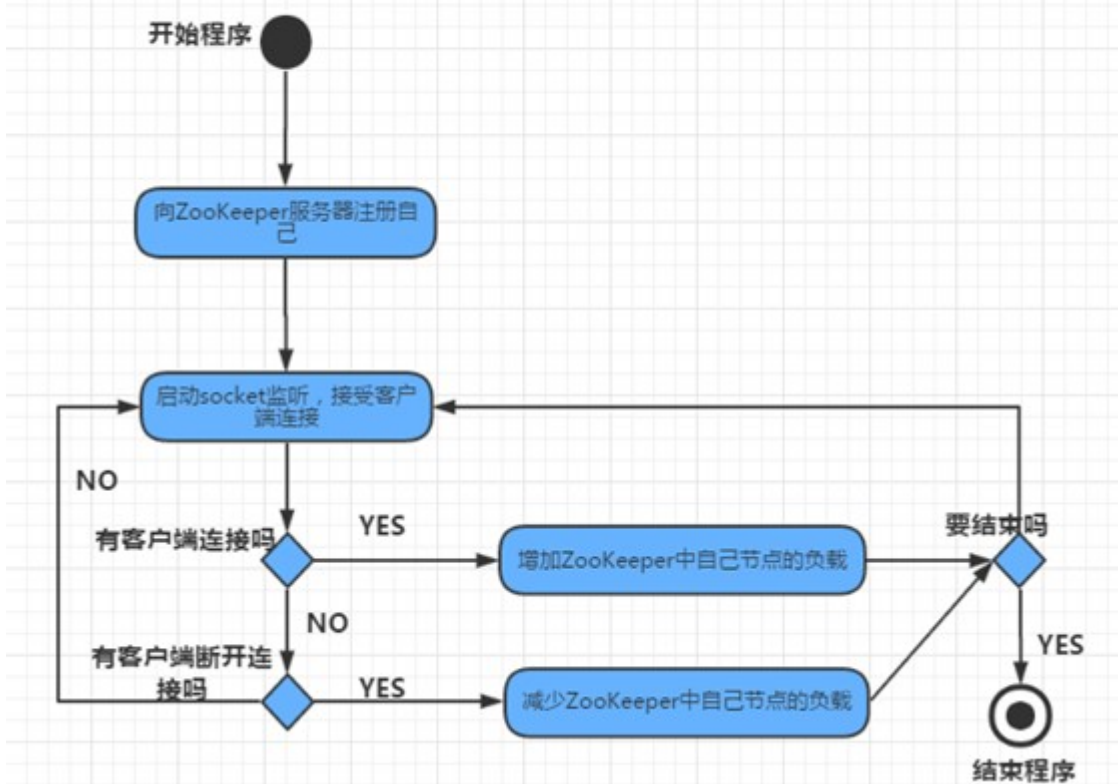 开始程序
向ZooKeeper服务器注册自
己
启动socket监听，接受客户
端连接
NO
有客户端连接吗
YES
增加ZooKeeper中自己节点的负载
要结束吗
NO
有客户端断开连
接吗
YES
减少ZooKeeper中自己节点的负载
YES
结束程序